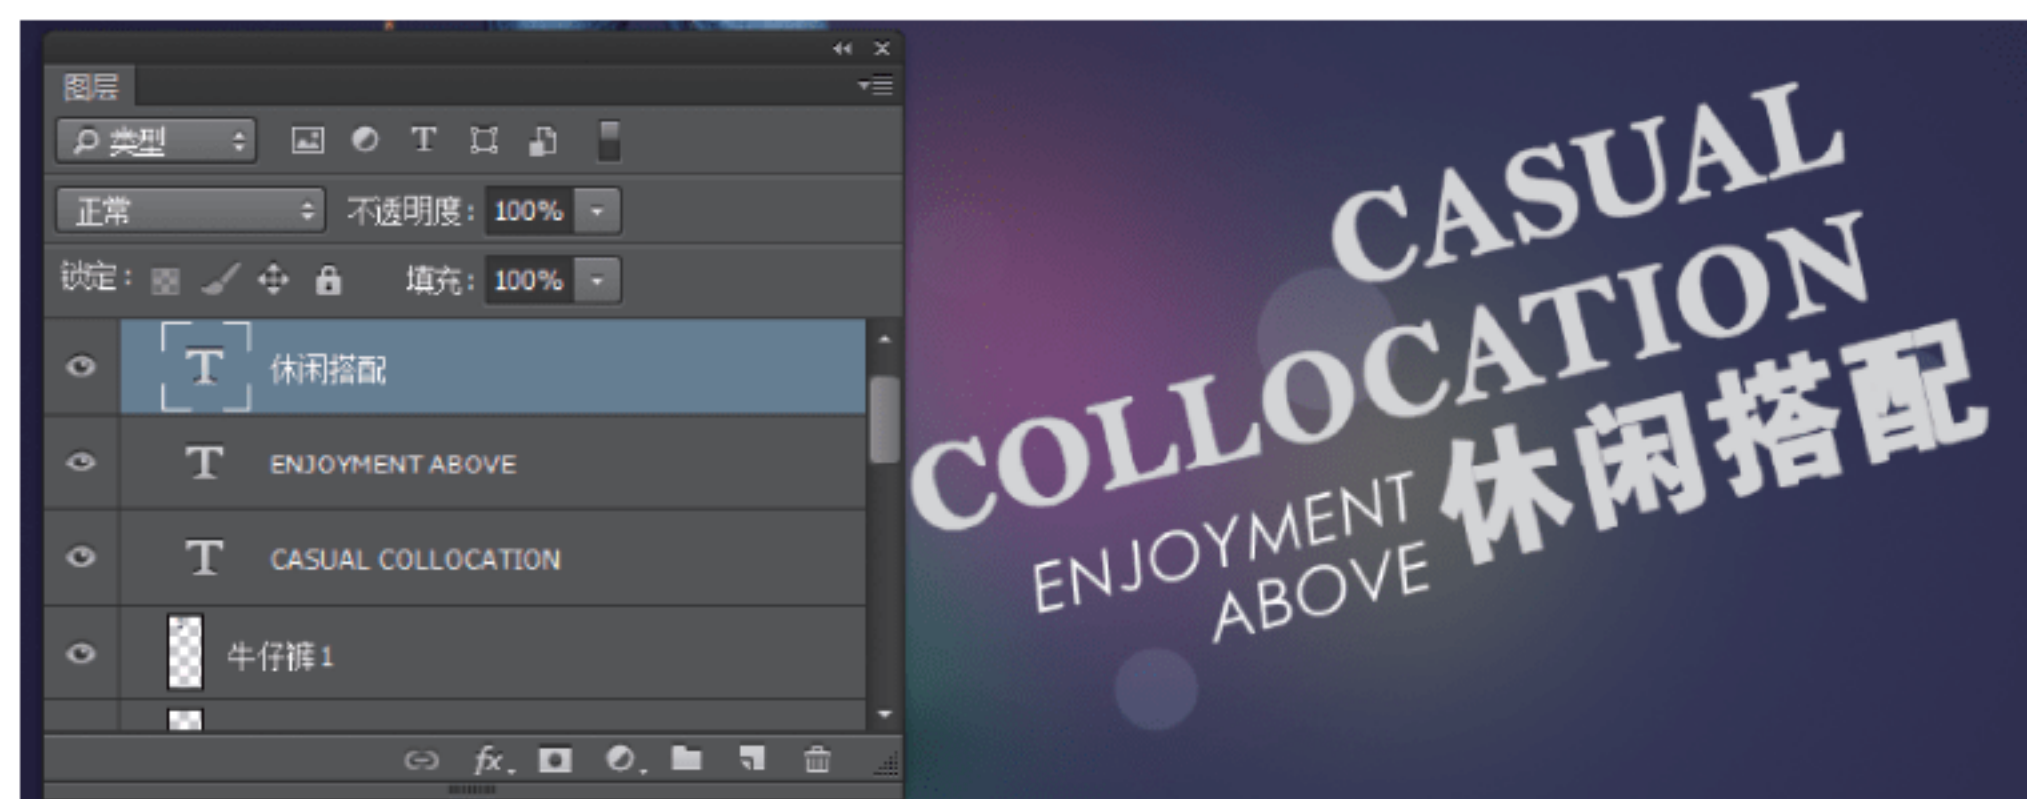 图层
类型
正常
不透明度: 100%
锁定:
填充: 100%
休闲搭配
ENJOYMENT ABOVE
CASUAL COLLOCATION
牛仔裤 1
fx
CASUAL
COLLOCATION
ENJOYMENT
ABOVE
休闲搭配